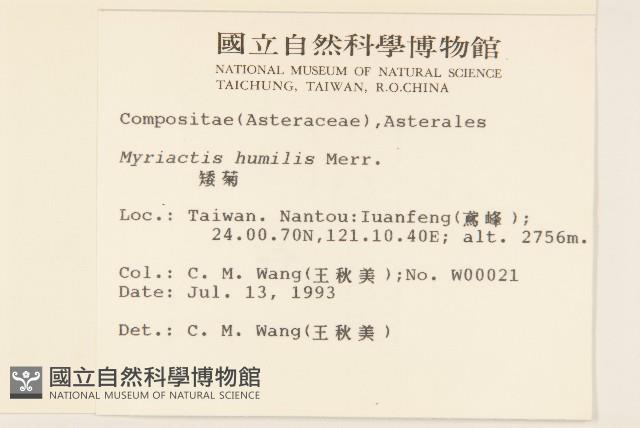 國立自然科學博物館
NATIONAL MUSEUM OF NATURAL SCIENCE
TAICHUNG, TAIWAN, R.O.CHINA
Compositae(Asteraceae),Asterales
Myriactis humilis Merr.
矮菊
Loc.: Taiwan. Nantou:Iuanfeng(鳶峰);
24.00.70N,121.10.40E; alt. 2756m.
Col.: C. M. Wang(王秋美);No. W00021
Date: Jul. 13, 1993
Det.: C. M. Wang(王秋美)
國立自然科學博物館
NATIONAL MUSEUM OF NATURAL SCIENCE